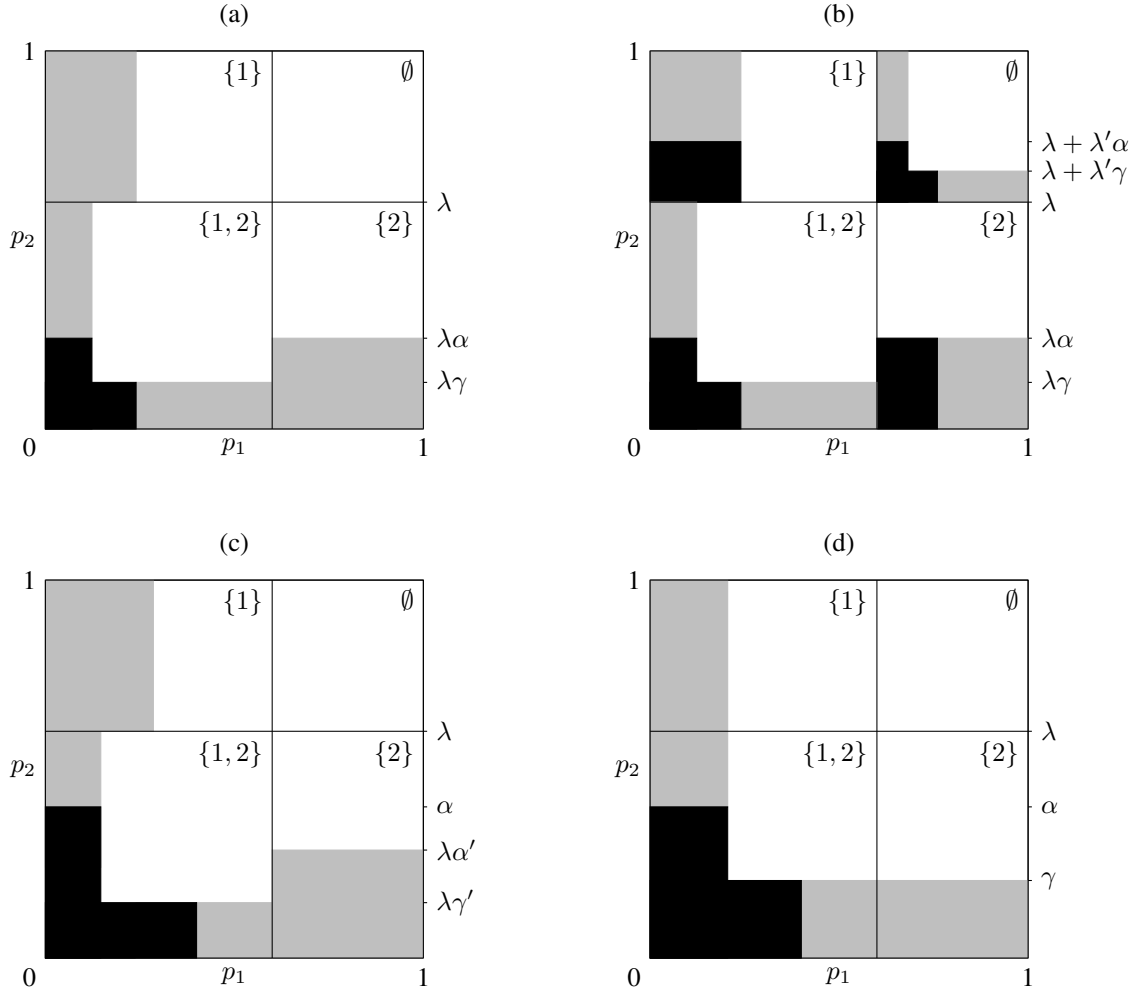 (a)
1
{1}
∅
λ
p₂
{1, 2}
{2}
λα
λγ
0
p₁
1
(b)
1
{1}
∅
λ + λ′α
λ + λ′γ
λ
p₂
{1, 2}
{2}
λα
λγ
0
p₁
1
(c)
1
{1}
∅
λ
p₂
{1, 2}
{2}
α
λα'
λγ'
0
p₁
1
(d)
1
{1}
∅
λ
p₂
{1, 2}
{2}
α
γ
0
p₁
1